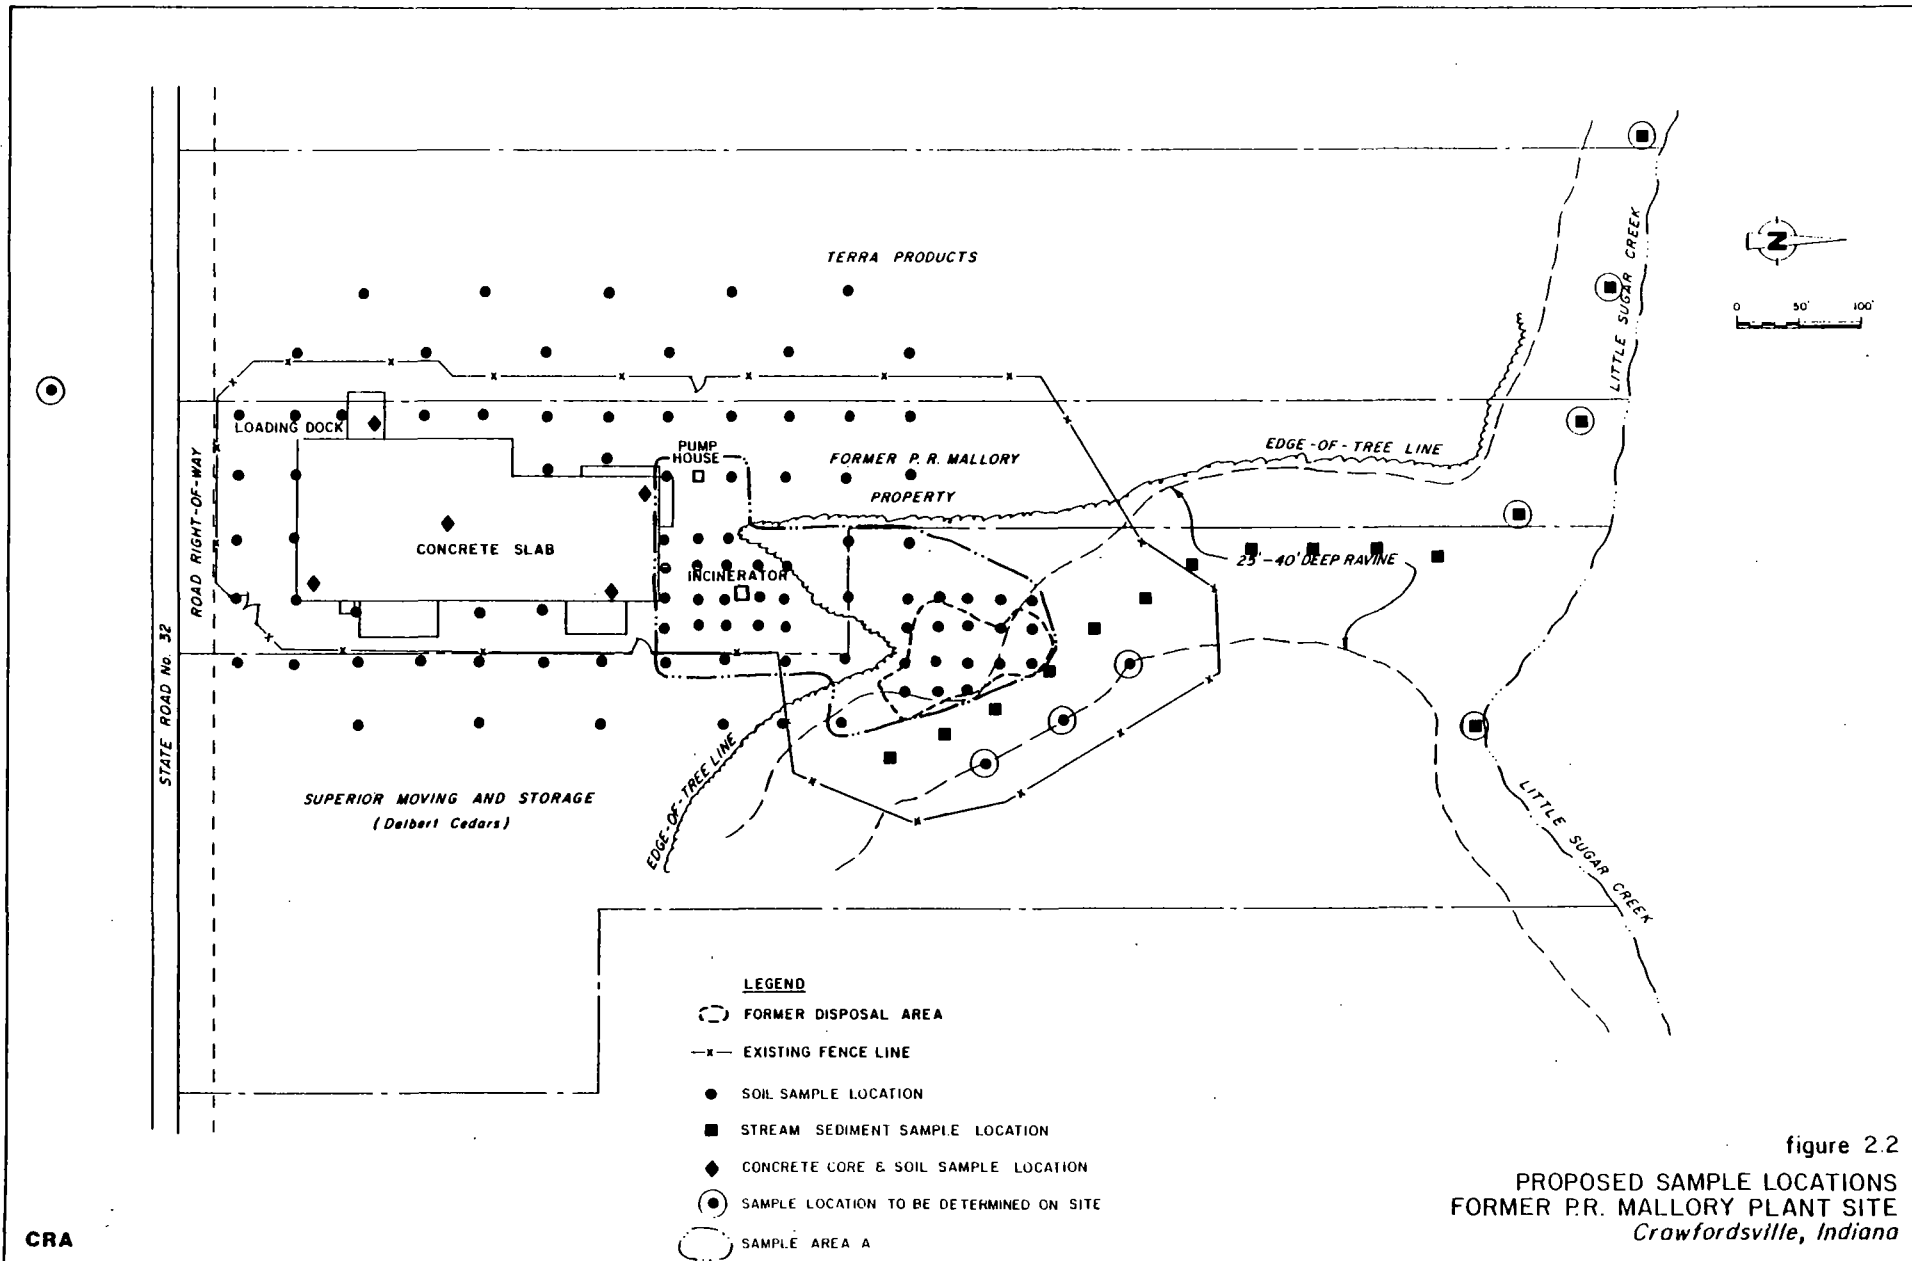 TERRA PRODUCTS
LITTLE SUGAR CREEK
N
0 50' 100'
LOADING DOCK
PUMP
HOUSE
FORMER P. R. MALLORY
PROPERTY
EDGE-OF-TREE LINE
ROAD RIGHT-OF-WAY
CONCRETE SLAB
INCINERATOR
25'-40' DEEP RAVINE
STATE ROAD No. 32
SUPERIOR MOVING AND STORAGE
(Delbert Cedars)
EDGE-OF-TREE LINE
LITTLE SUGAR CREEK
LEGEND
FORMER DISPOSAL AREA
EXISTING FENCE LINE
SOIL SAMPLE LOCATION
STREAM SEDIMENT SAMPLE LOCATION
CONCRETE CORE & SOIL SAMPLE LOCATION
SAMPLE LOCATION TO BE DETERMINED ON SITE
SAMPLE AREA A
figure 2.2
PROPOSED SAMPLE LOCATIONS
FORMER P.R. MALLORY PLANT SITE
Crawfordsville, Indiana
CRA